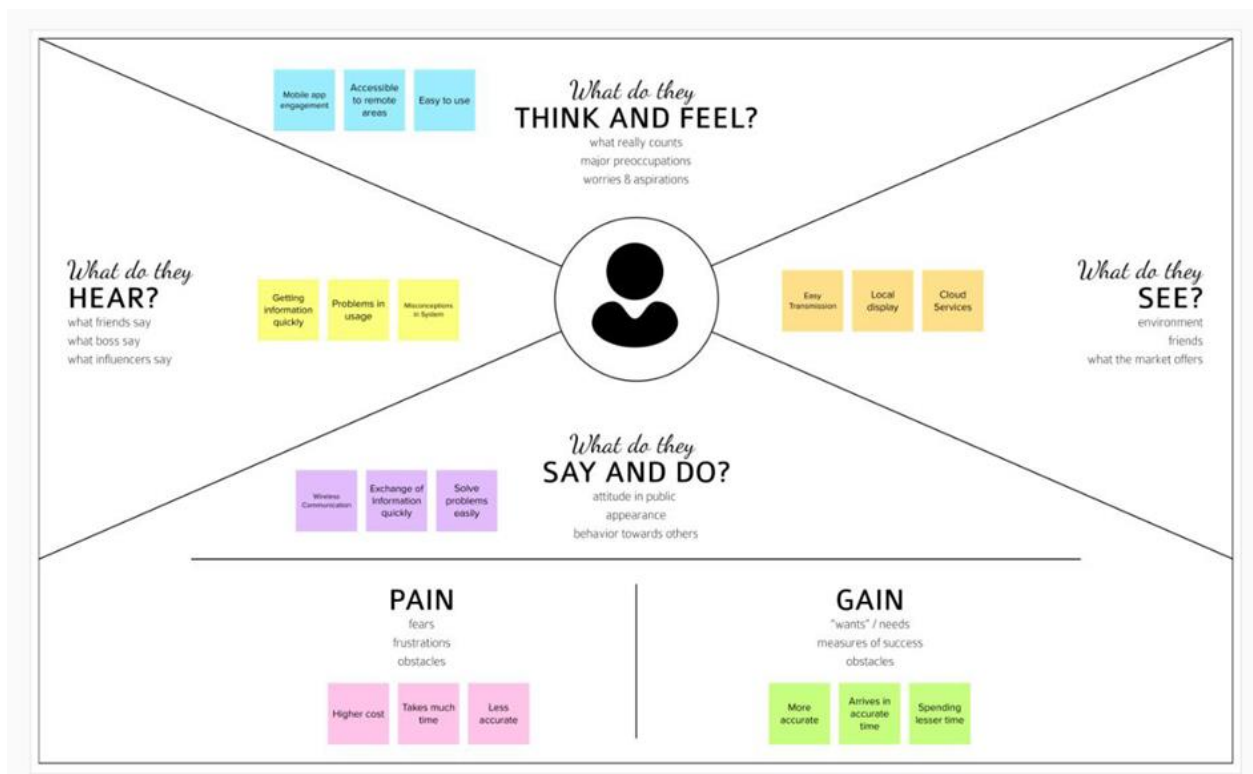 Mobile app
engagement
Accessible
to remote
areas
Easy to use
What do they
THINK AND FEEL?
what really counts
major preoccupations
worries & aspirations
What do they
HEAR?
what friends say
what boss say
what influencers say
Getting
information
quickly
Problems in
usage
Misconceptions
in System
Easy
Transmission
Local
display
Cloud
Services
What do they
SEE?
environment
friends
what the market offers
Wireless
Communication
Exchange of
Information
quickly
Solve
problems
easily
What do they
SAY AND DO?
attitude in public
appearance
behavior towards others
PAIN
fears
frustrations
obstacles
Higher cost
Takes much
time
Less
accurate
GAIN
"wants" / needs
measures of success
obstacles
More
accurate
Arrives in
accurate
time
Spending
lesser time